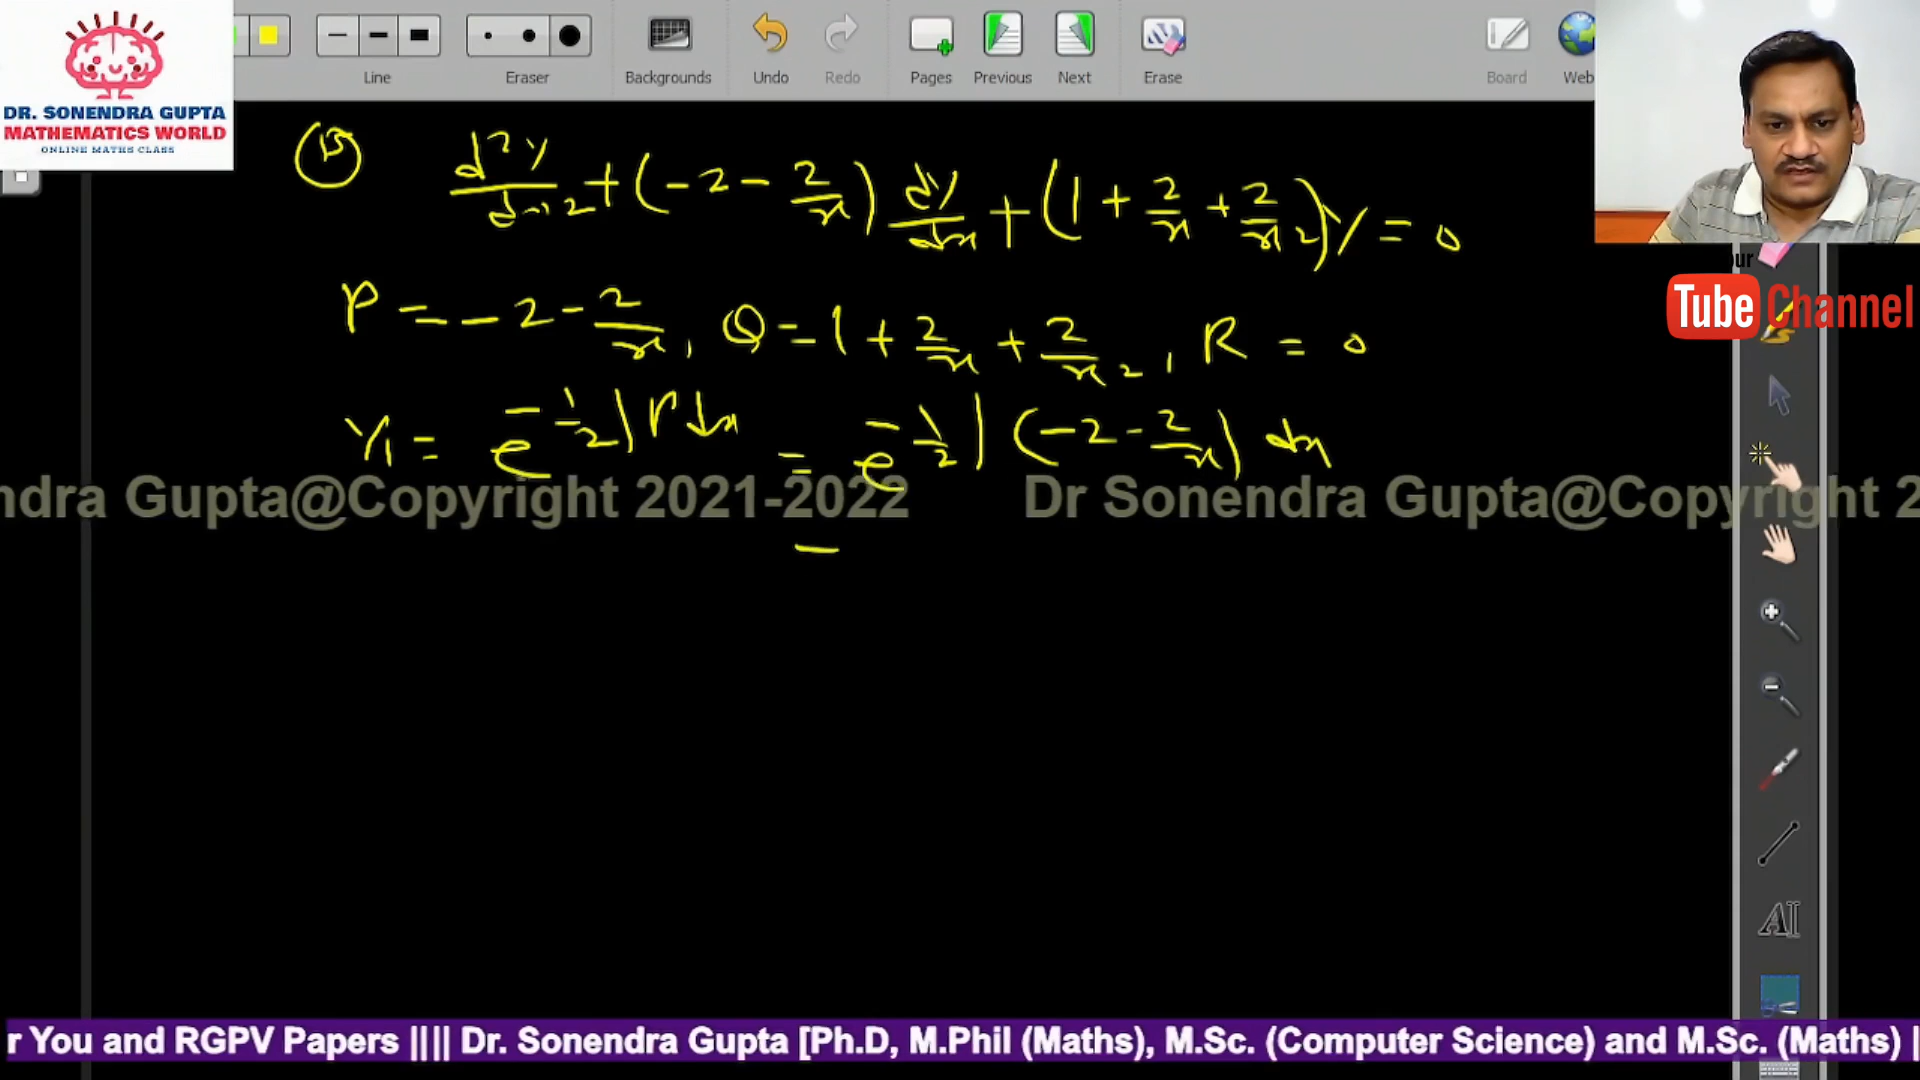 Line
Eraser
Backgrounds
Undo
Redo
Pages
Previous
Next
Erase
Board
Web
DR. SONENDRA GUPTA
MATHEMATICS WORLD
ONLINE MATHS CLASS
d²y/dx² + (-2 - 2/x) dy/dx + (1 + 2/x + 2/x²) y = 0
our
Tube Channel
P = -2 - 2/x, Q = 1 + 2/x + 2/x², R = 0
y₁ = e^(-1/2 ∫ P dx) = e^(-1/2 ∫ (-2 - 2/x) dx)
ndra Gupta@Copyright 2021-2022 Dr Sonendra Gupta@Copyright 2
AI
r You and RGPV Papers |||| Dr. Sonendra Gupta [Ph.D, M.Phil (Maths), M.Sc. (Computer Science) and M.Sc. (Maths) |